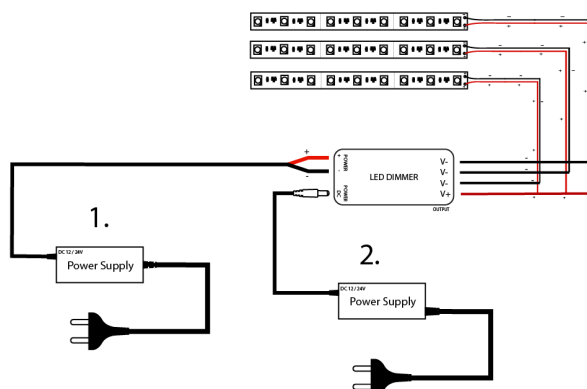 +
-
+
-
POWER
+
-
DC
POWER
LED DIMMER
V-
V-
V-
V+
OUTPUT
1.
DC 12 / 24V
Power Supply
2.
DC 12 / 24V
Power Supply